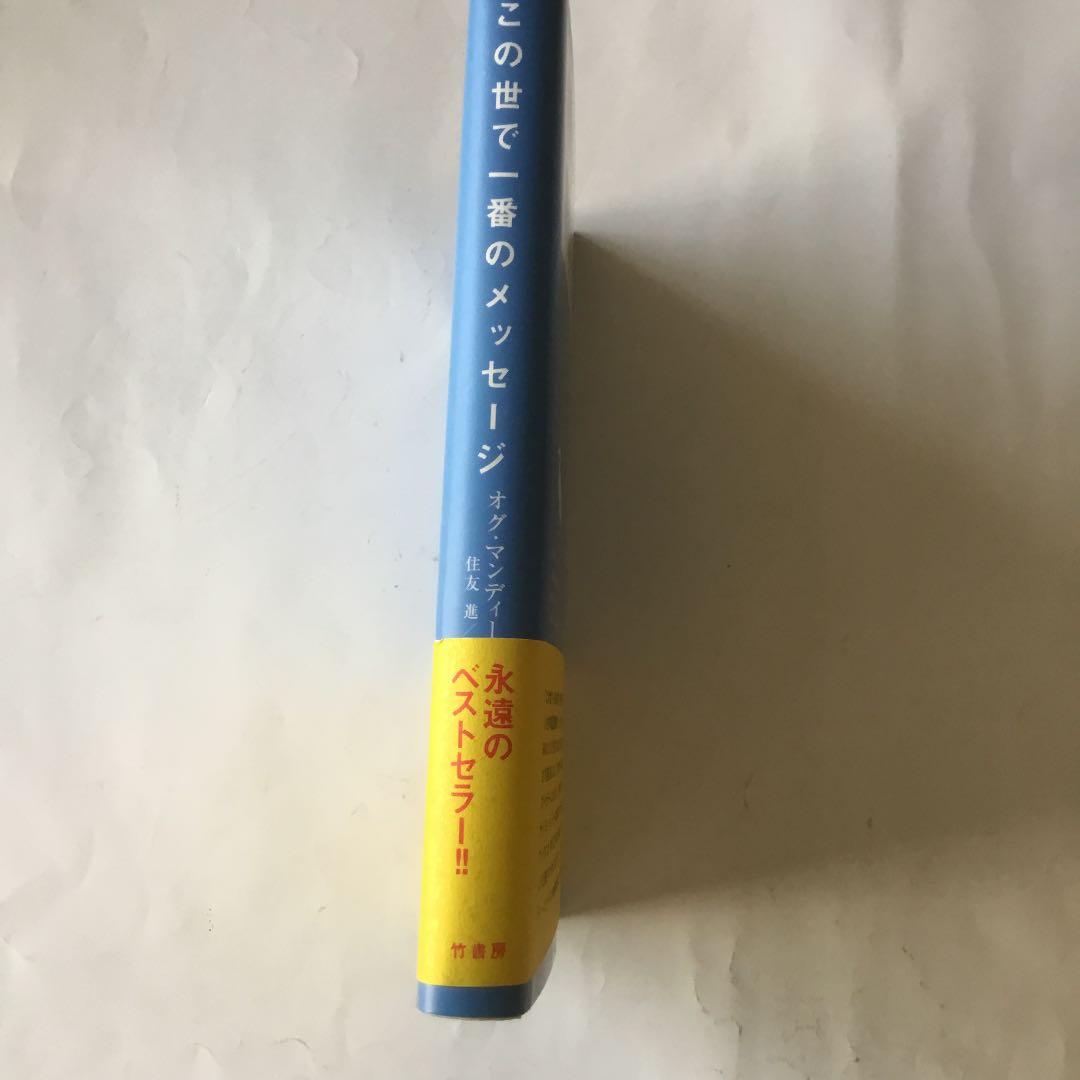 この世で一番のメッセージ
オグ・マンディー
住友 進／
永遠の
ベストセラー!!
竹書房